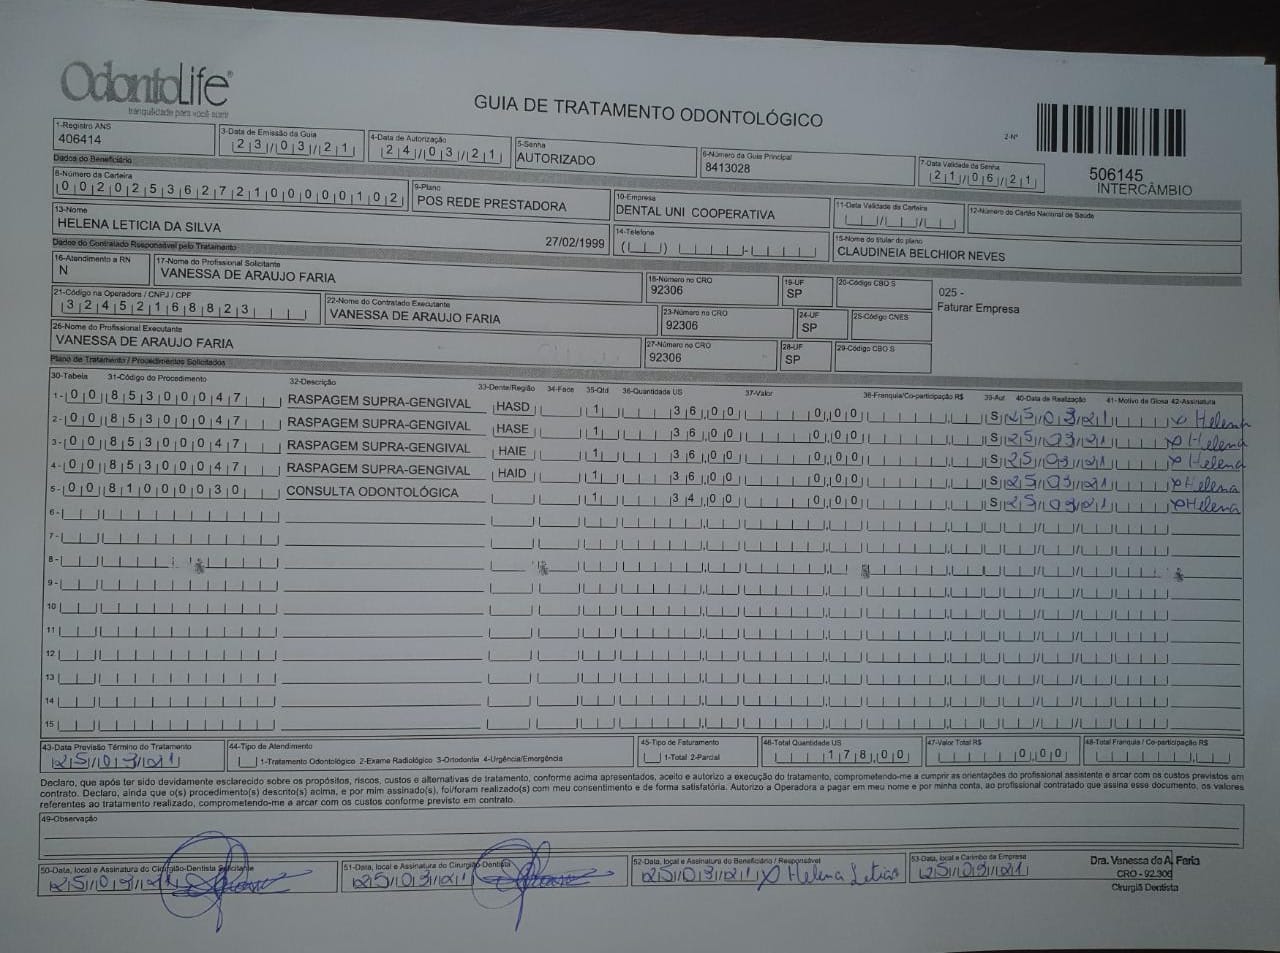 OdontoLife®
tranquilidade para você sorrir
GUIA DE TRATAMENTO ODONTOLÓGICO
2-Nº
506145
INTERCÂMBIO
1-Registro ANS
406414
3-Data de Emissão da Guia
23/03/21
4-Data de Autorização
24/03/21
5-Senha
AUTORIZADO
6-Número da Guia Principal
8413028
7-Data Validade da Senha
21/06/21
Dados do Beneficiário
8-Número da Carteira
00202536272100000102
9-Plano
POS REDE PRESTADORA
10-Empresa
DENTAL UNI COOPERATIVA
11-Data Validade da Carteira
12-Número do Cartão Nacional de Saúde
13-Nome
HELENA LETICIA DA SILVA 27/02/1999
14-Telefone
15-Nome do titular do plano
CLAUDINEIA BELCHIOR NEVES
Dados do Contratado Responsável pelo Tratamento
16-Atendimento a RN
N
17-Nome do Profissional Solicitante
VANESSA DE ARAUJO FARIA
18-Número no CRO
92306
19-UF
SP
20-Código CBO S
025 -
Faturar Empresa
21-Código na Operadora / CNPJ / CPF
32452168823
22-Nome do Contratado Executante
VANESSA DE ARAUJO FARIA
23-Número no CRO
92306
24-UF
SP
25-Código CNES
26-Nome do Profissional Executante
VANESSA DE ARAUJO FARIA
27-Número no CRO
92306
28-UF
SP
29-Código CBO S
Plano de Tratamento / Procedimentos Solicitados
30-Tabela 31-Código do Procedimento 32-Descrição 33-Dente/Região 34-Face 35-Qtd 36-Quantidade US 37-Valor 38-Franquia/Co-participação R$ 39-Aut 40-Data de Realização 41-Motivo de Glosa 42-Assinatura
1- 00 85300047 RASPAGEM SUPRA-GENGIVAL HASD 1 36,00 0,00 S 25/03/21 x Helena
2- 00 85300047 RASPAGEM SUPRA-GENGIVAL HASE 1 36,00 0,00 S 25/03/21 x Helena
3- 00 85300047 RASPAGEM SUPRA-GENGIVAL HAIE 1 36,00 0,00 S 25/03/21 x Helena
4- 00 85300047 RASPAGEM SUPRA-GENGIVAL HAID 1 36,00 0,00 S 25/03/21 x Helena
5- 00 81000030 CONSULTA ODONTOLÓGICA 1 34,00 0,00 S 25/03/21 x Helena
6-
7-
8-
9-
10
11
12
13
14
15
43-Data Previsão Término do Tratamento
25/03/21
44-Tipo de Atendimento
1-Tratamento Odontológico 2-Exame Radiológico 3-Ortodontia 4-Urgência/Emergência
45-Tipo de Faturamento
1-Total 2-Parcial
46-Total Quantidade US
178,00
47-Valor Total R$
0,00
48-Total Franquia / Co-participação R$
Declaro, que após ter sido devidamente esclarecido sobre os propósitos, riscos, custos e alternativas de tratamento, conforme acima apresentados, aceito e autorizo a execução do tratamento, comprometendo-me a cumprir as orientações do profissional assistente e arcar com os custos previstos em
contrato. Declaro, ainda que o(s) procedimento(s) descrito(s) acima, e por mim assinado(s), foi/foram realizado(s) com meu consentimento e de forma satisfatória. Autorizo a Operadora a pagar em meu nome e por minha conta, ao profissional contratado que assina esse documento, os valores
referentes ao tratamento realizado, comprometendo-me a arcar com os custos conforme previsto em contrato.
49-Observação
50-Data, local e Assinatura do Cirurgião-Dentista Solicitante
25/03/21
51-Data, local e Assinatura do Cirurgião-Dentista
25/03/21
52-Data, local e Assinatura do Beneficiário / Responsável
25/03/21 x Helena Leticia
53-Data, local e Carimbo da Empresa
25/03/21
Dra. Vanessa de A. Faria
CRO - 92.306
Cirurgiã Dentista